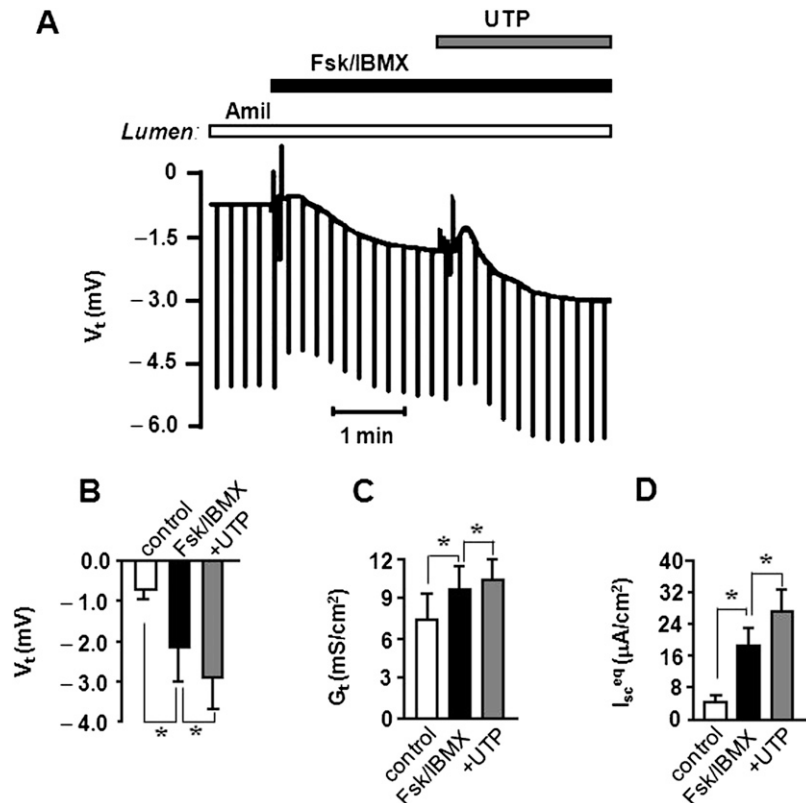 A
UTP
Fsk/IBMX
Amil
Lumen:
0
−1.5
−3.0
−4.5
−6.0
Vt (mV)
1 min
B
control
Fsk/IBMX
+UTP
0.0
−1.0
−2.0
−3.0
−4.0
Vt (mV)
* *
C
* *
12
9
6
3
0
Gt (mS/cm²)
control
Fsk/IBMX
+UTP
D
* *
40
32
24
16
8
0
Isc^eq (µA/cm²)
control
Fsk/IBMX
+UTP